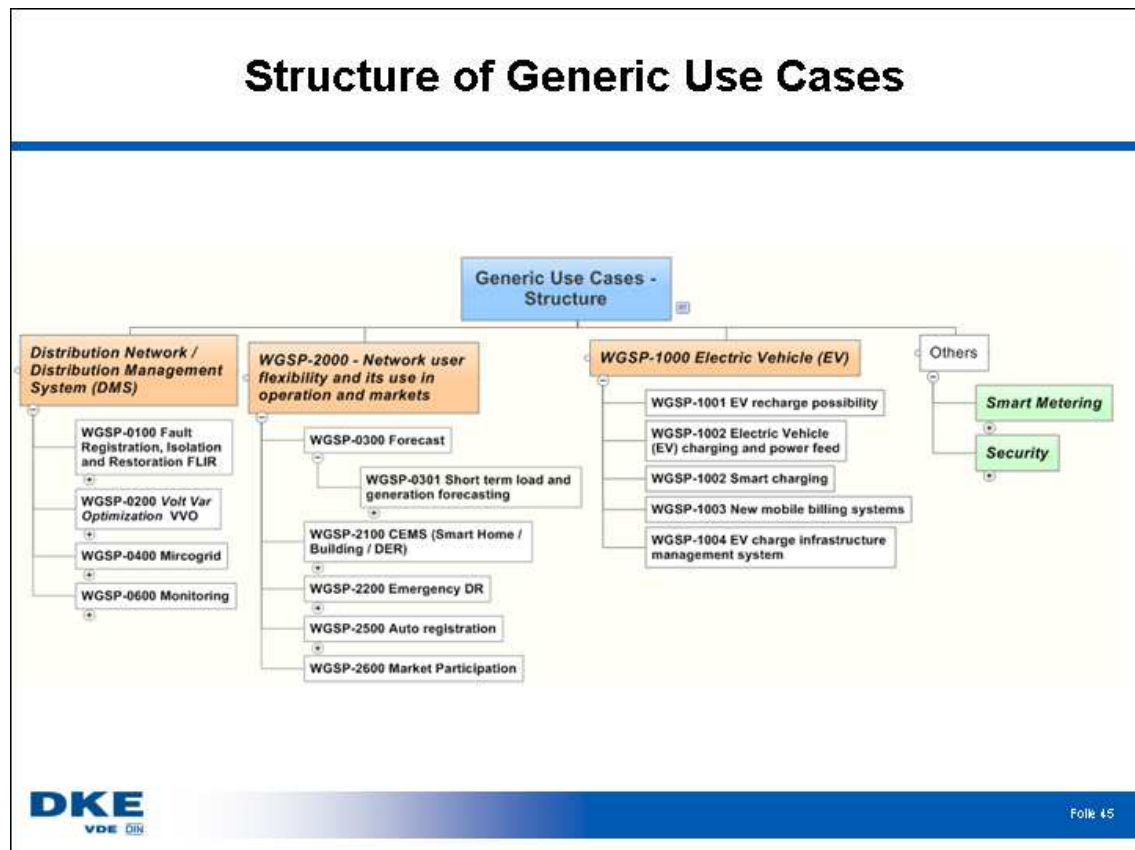 Structure of Generic Use Cases
Generic Use Cases -
Structure
Distribution Network /
Distribution Management
System (DMS)
WGSP-0100 Fault
Registration, Isolation
and Restoration FLIR
WGSP-0200 Volt Var
Optimization VVO
WGSP-0400 Mircogrid
WGSP-0600 Monitoring
WGSP-2000 - Network user
flexibility and its use in
operation and markets
WGSP-0300 Forecast
WGSP-0301 Short term load and
generation forecasting
WGSP-2100 CEMS (Smart Home /
Building / DER)
WGSP-2200 Emergency DR
WGSP-2500 Auto registration
WGSP-2600 Market Participation
WGSP-1000 Electric Vehicle (EV)
WGSP-1001 EV recharge possibility
WGSP-1002 Electric Vehicle
(EV) charging and power feed
WGSP-1002 Smart charging
WGSP-1003 New mobile billing systems
WGSP-1004 EV charge infrastructure
management system
Others
Smart Metering
Security
DKE
VDE DIN
Folie 45